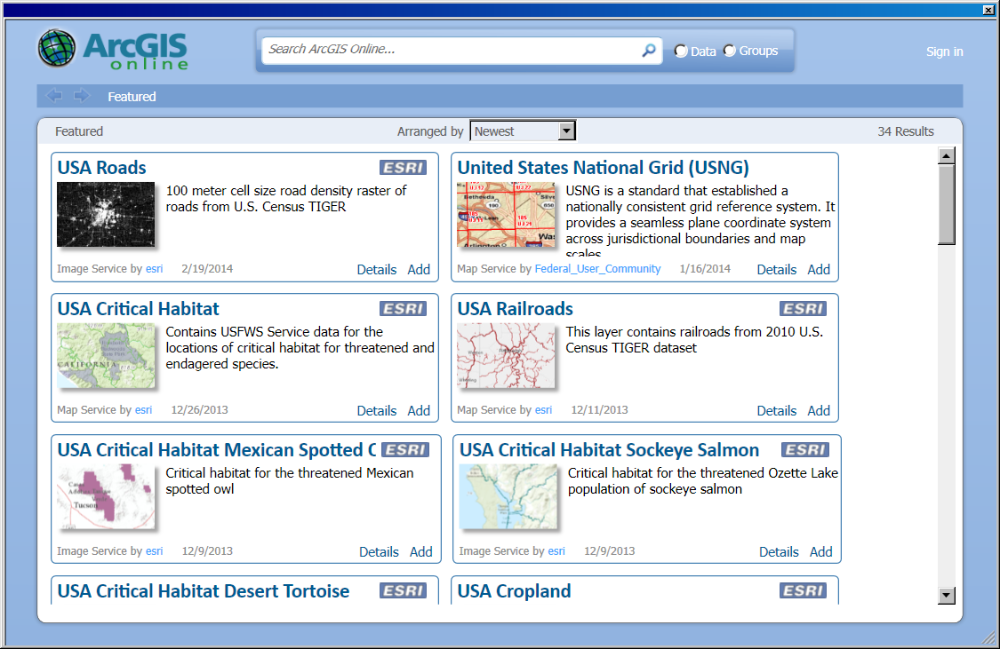 ArcGIS
online
Search ArcGIS Online...
Data
Groups
Sign in
Featured
Featured
Arranged by
Newest
34 Results
USA Roads
ESRI
100 meter cell size road density raster of
roads from U.S. Census TIGER
Image Service by esri 2/19/2014
Details Add
United States National Grid (USNG)
USNG is a standard that established a
nationally consistent grid reference system. It
provides a seamless plane coordinate system
across jurisdictional boundaries and map
scales
Bethesda
Arlington
Map Service by Federal_User_Community 1/16/2014
Details Add
USA Critical Habitat
ESRI
Contains USFWS Service data for the
locations of critical habitat for threatened and
endagered species.
CALIFORNIA
Map Service by esri 12/26/2013
Details Add
USA Railroads
ESRI
This layer contains railroads from 2010 U.S.
Census TIGER dataset
Map Service by esri 12/11/2013
Details Add
USA Critical Habitat Mexican Spotted
ESRI
Critical habitat for the threatened Mexican
spotted owl
Tucson
Image Service by esri 12/9/2013
Details Add
USA Critical Habitat Sockeye Salmon
ESRI
Critical habitat for the threatened Ozette Lake
population of sockeye salmon
Image Service by esri 12/9/2013
Details Add
USA Critical Habitat Desert Tortoise
ESRI
USA Cropland
ESRI